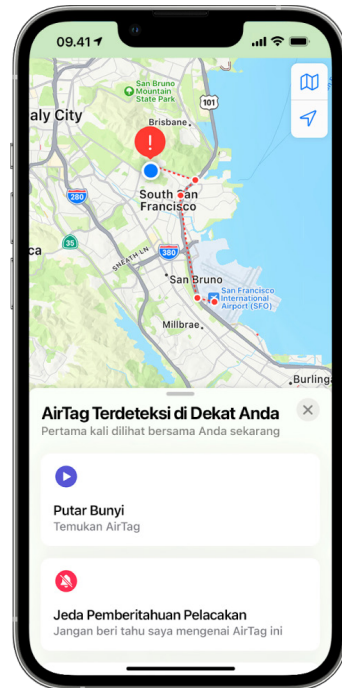 09.41
San Bruno
Mountain
State Park
101
aly City
Brisbane
South San
Francisco
280
ca
35
SNEATH LN
380
San Bruno
San Francisco
International
Airport (SFO)
Millbrae
Burling
AirTag Terdeteksi di Dekat Anda
Pertama kali dilihat bersama Anda sekarang
Putar Bunyi
Temukan AirTag
Jeda Pemberitahuan Pelacakan
Jangan beri tahu saya mengenai AirTag ini